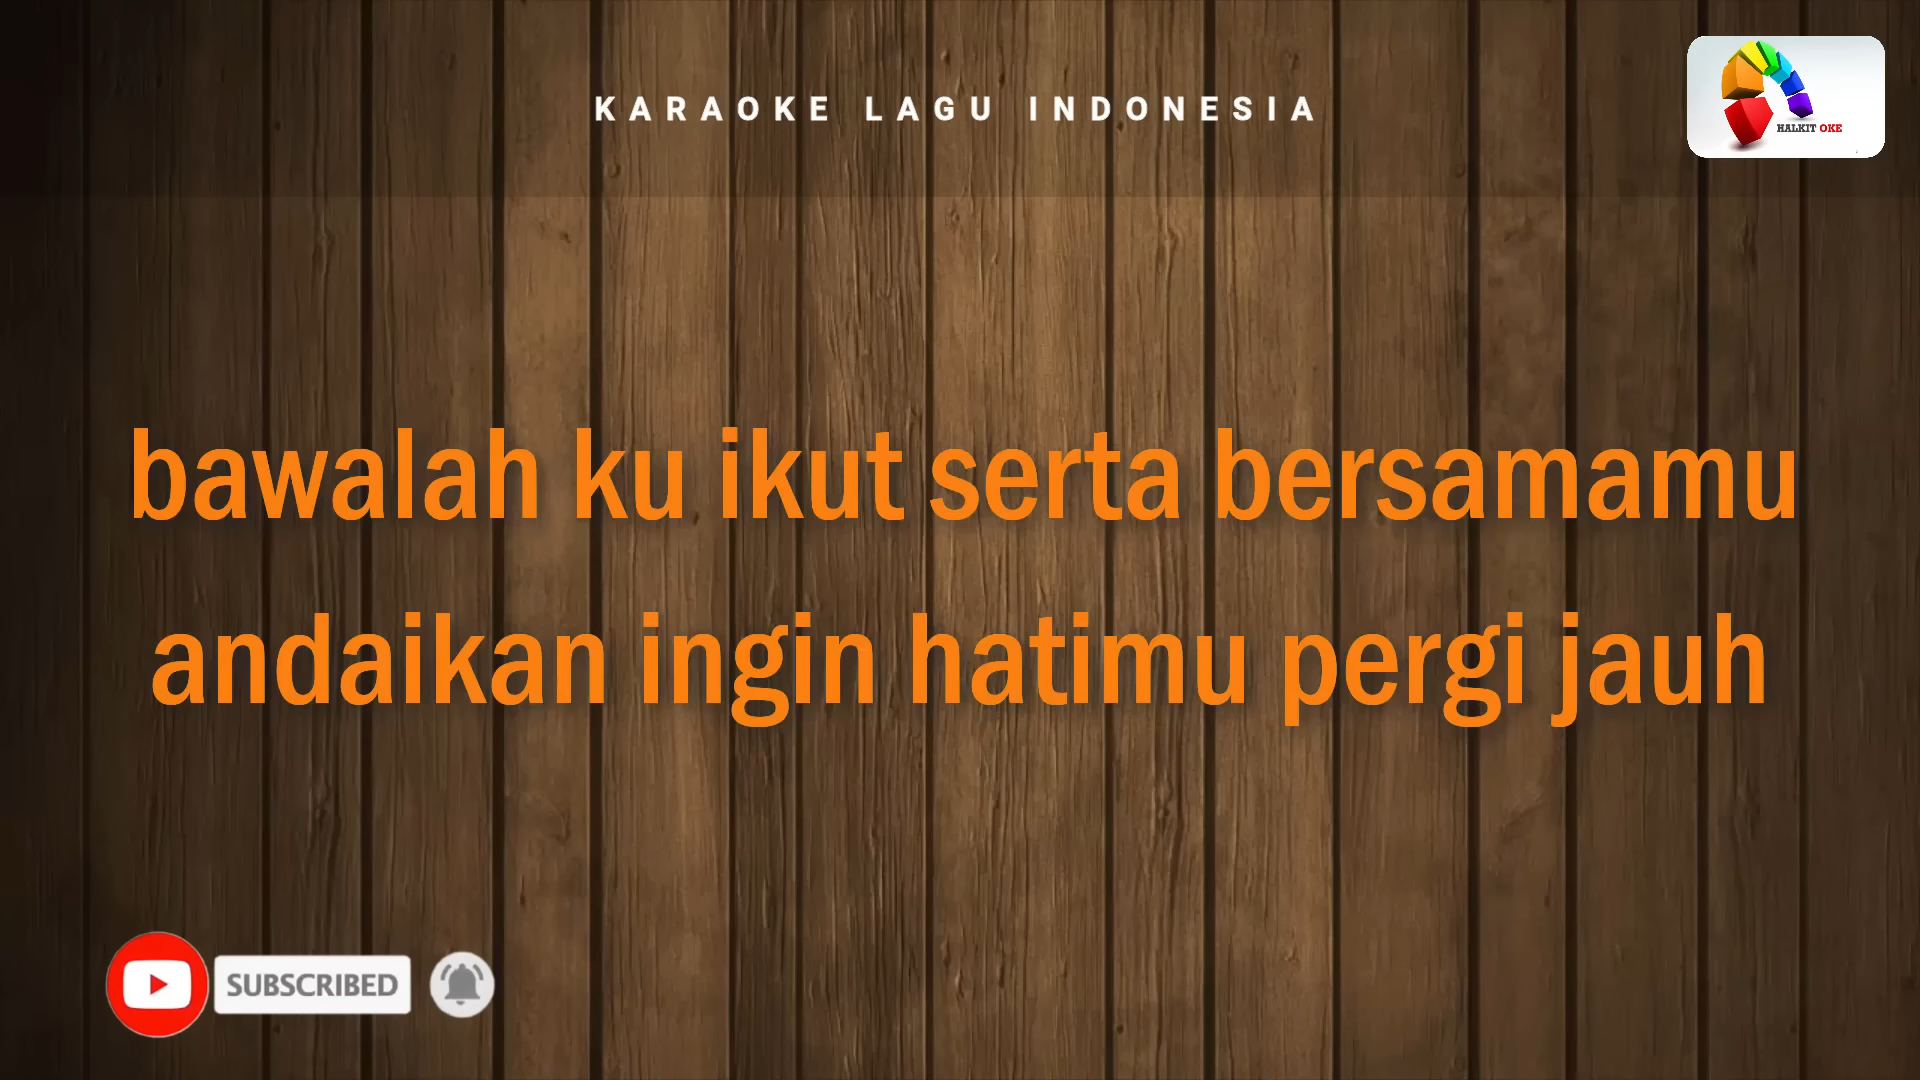 KARAOKE LAGU INDONESIA
HALKIT OKE
bawalah ku ikut serta bersamamu
andaikan ingin hatimu pergi jauh
SUBSCRIBED